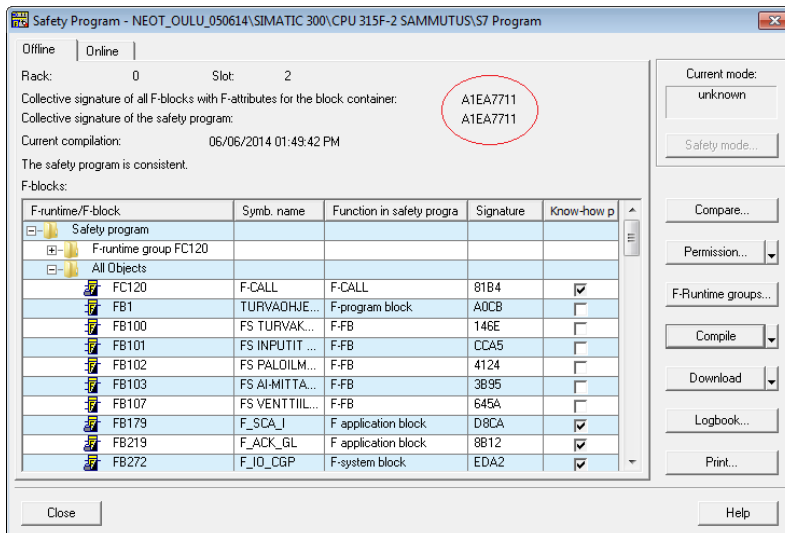 Safety Program - NEOT_OULU_050614\SIMATIC 300\CPU 315F-2 SAMMUTUS\S7 Program
Offline Online
Rack: 0 Slot: 2
Collective signature of all F-blocks with F-attributes for the block container: A1EA7711
Collective signature of the safety program: A1EA7711
Current compilation: 06/06/2014 01:49:42 PM
The safety program is consistent.
F-blocks:
F-runtime/F-block Symb. name Function in safety progra Signature Know-how p
Safety program
F-runtime group FC120
All Objects
FC120 F-CALL F-CALL 81B4
FB1 TURVAOHJE... F-program block A0CB
FB100 FS TURVAK... F-FB 146E
FB101 FS INPUTIT ... F-FB CCA5
FB102 FS PALOILM... F-FB 4124
FB103 FS AI-MITTA... F-FB 3B95
FB107 FS VENTTIIL... F-FB 645A
FB179 F_SCA_I F application block D8CA
FB219 F_ACK_GL F application block 8B12
FB272 F_IO_CGP F-system block EDA2
Current mode:
unknown
Safety mode...
Compare...
Permission...
F-Runtime groups...
Compile
Download
Logbook...
Print...
Close Help